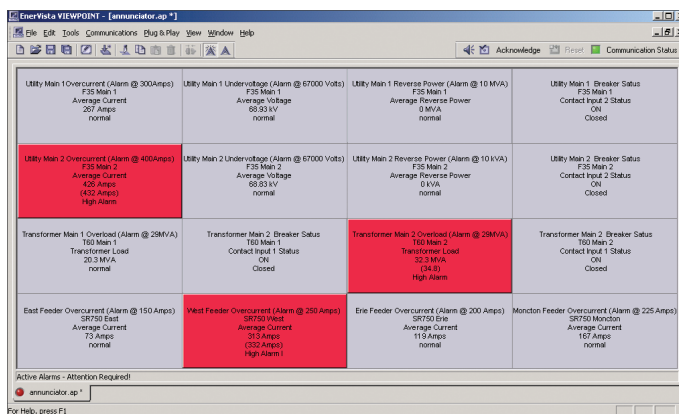 EnerVista VIEWPOINT - [annunciator.ap *]
File Edit Tools Communications Plug & Play View Window Help
Acknowledge Reset Communication Status
Utility Main 1 Overcurrent (Alarm @ 300Amps)
F35 Main 1
Average Current
267 Amps
normal
Utility Main 1 Undervoltage (Alarm @ 67000 Volts)
F35 Main 1
Average Voltage
68.93 kV
normal
Utility Main 1 Reverse Power (Alarm @ 10 MVA)
F35 Main 1
Average Reverse Power
0 MVA
normal
Utility Main 1 Breaker Satus
F35 Main 1
Contact Input 2 Status
ON
Closed
Utility Main 2 Overcurrent (Alarm @ 400Amps)
F35 Main 2
Average Current
426 Amps
(432 Amps)
High Alarm
Utility Main 2 Undervoltage (Alarm @ 67000 Volts)
F35 Main 2
Average Voltage
68.83 kV
normal
Utility Main 2 Reverse Power (Alarm @ 10 kVA)
F35 Main 2
Average Reverse Power
0 kVA
normal
Utility Main 2 Breaker Satus
F35 Main 2
Contact Input 2 Status
ON
Closed
Transformer Main 1 Overload (Alarm @ 29MVA)
T60 Main 1
Transformer Load
20.3 MVA
normal
Transformer Main 2 Breaker Satus
T60 Main 1
Contact Input 1 Status
ON
Closed
Transformer Main 2 Overload (Alarm @ 29MVA)
T60 Main 2
Transformer Load
32.3 MVA
(34.8)
High Alarm
Transformer Main 2 Breaker Satus
T60 Main 2
Contact Input 1 Status
ON
Closed
East Feeder Overcurrent (Alarm @ 150 Amps)
SR750 East
Average Current
73 Amps
normal
West Feeder Overcurrent (Alarm @ 250 Amps)
SR750 West
Average Current
313 Amps
(332 Amps)
High Alarm I
Erie Feeder Overcurrent (Alarm @ 200 Amps)
SR750 Erie
Average Current
119 Amps
normal
Moncton Feeder Overcurrent (Alarm @ 225 Amps)
SR750 Moncton
Average Current
167 Amps
normal
Active Alarms - Attention Required!
annunciator.ap *
For Help, press F1